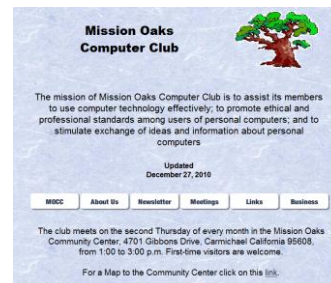 Mission Oaks
Computer Club
The mission of Mission Oaks Computer Club is to assist its members
to use computer technology effectively; to promote ethical and
professional standards among users of personal computers; and to
stimulate exchange of ideas and information about personal
computers
Updated
December 27, 2010
MOCC About Us Newsletter Meetings Links Business
The club meets on the second Thursday of every month in the Mission Oaks
Community Center, 4701 Gibbons Drive, Carmichael California 95608,
from 1:00 to 3:00 p.m. First-time visitors are welcome.
For a Map to the Community Center click on this link.